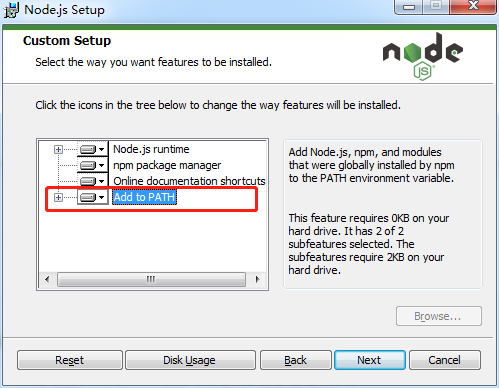 Node.js Setup
Custom Setup
Select the way you want features to be installed.
node
JS
Click the icons in the tree below to change the way features will be installed.
Node.js runtime
npm package manager
Online documentation shortcuts
Add to PATH
Add Node.js, npm, and modules
that were globally installed by npm
to the PATH environment variable.
This feature requires 0KB on your
hard drive. It has 2 of 2
subfeatures selected. The
subfeatures require 2KB on your
hard drive.
Browse...
Reset
Disk Usage
Back
Next
Cancel